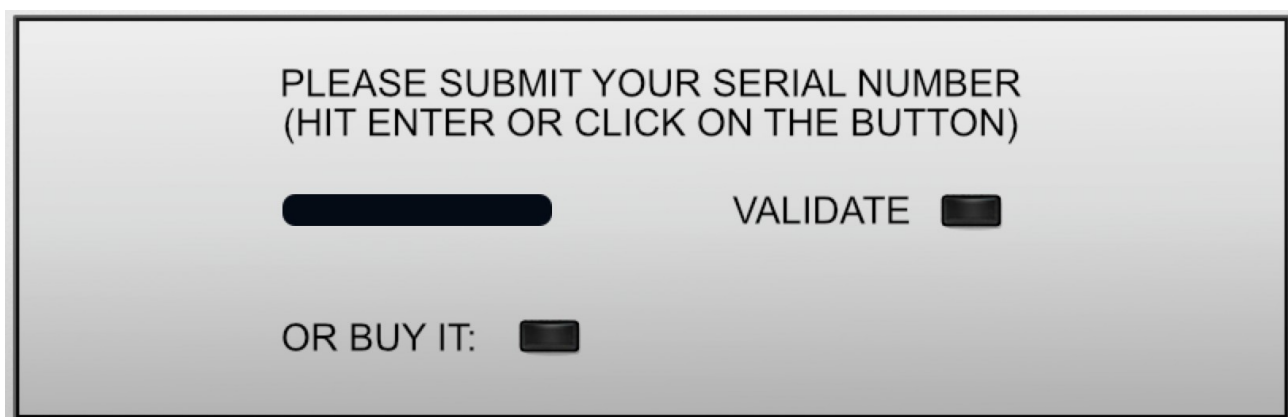 PLEASE SUBMIT YOUR SERIAL NUMBER
(HIT ENTER OR CLICK ON THE BUTTON)
VALIDATE
OR BUY IT: